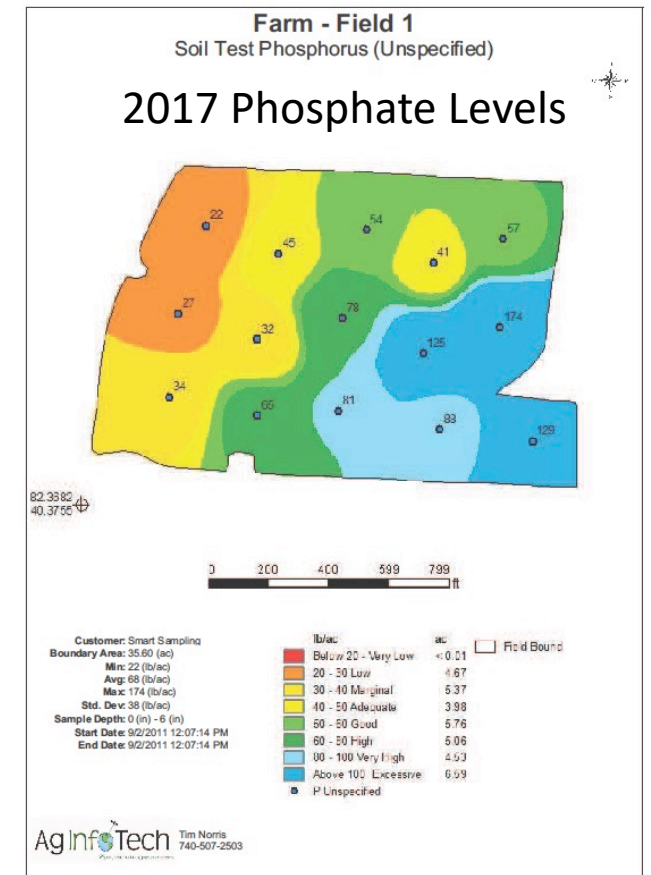 Farm - Field 1
Soil Test Phosphorus (Unspecified)
2017 Phosphate Levels
22
45
54
41
57
27
32
78
125
174
34
65
81
83
129
82.3382
40.3755
0 200 400 599 799
ft
Customer: Smart Sampling
Boundary Area: 35.60 (ac)
Min: 22 (lb/ac)
Avg: 68 (lb/ac)
Max: 174 (lb/ac)
Std. Dev: 38 (lb/ac)
Sample Depth: 0 (in) - 6 (in)
Start Date: 9/2/2011 12:07:14 PM
End Date: 9/2/2011 12:07:14 PM
lb/ac ac
Below 20 - Very Low < 0.01
20 - 30 Low 4.67
30 - 40 Marginal 5.37
40 - 50 Adequate 3.98
50 - 60 Good 5.76
60 - 80 High 5.06
80 - 100 Very High 4.53
Above 100 Excessive 6.59
P Unspecified
Field Bound
AgInfoTech
Tim Norris
740-507-2503